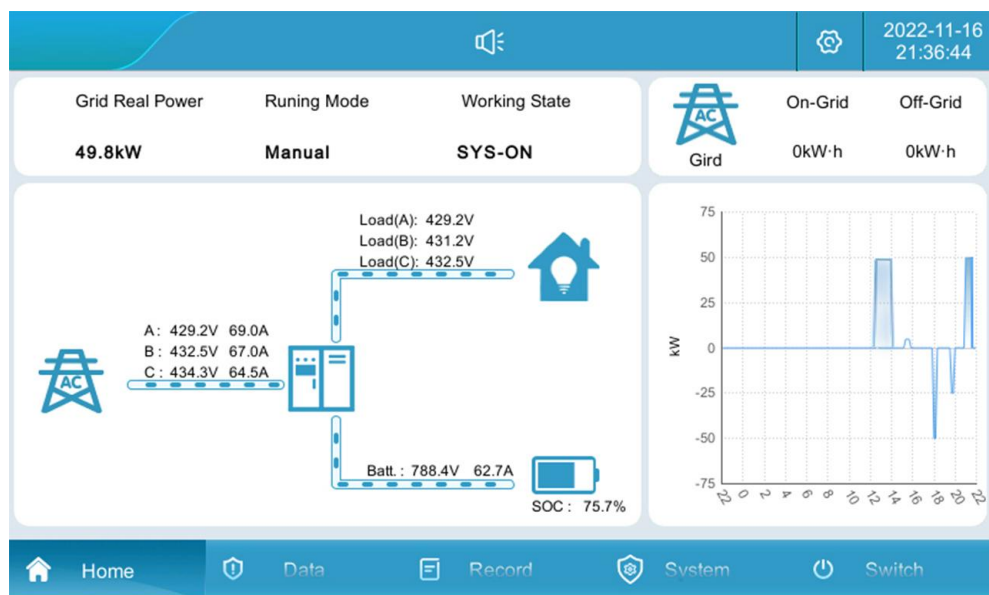 2022-11-16
21:36:44
Grid Real Power Runing Mode Working State
49.8kW Manual SYS-ON
AC
Gird
On-Grid Off-Grid
0kW·h 0kW·h
Load(A): 429.2V
Load(B): 431.2V
Load(C): 432.5V
A: 429.2V 69.0A
B: 432.5V 67.0A
C: 434.3V 64.5A
AC
Batt.: 788.4V 62.7A
SOC: 75.7%
75
50
25
0
-25
-50
-75
kW
22 0 2 4 6 8 10 12 14 16 18 20 22
Home Data Record System Switch